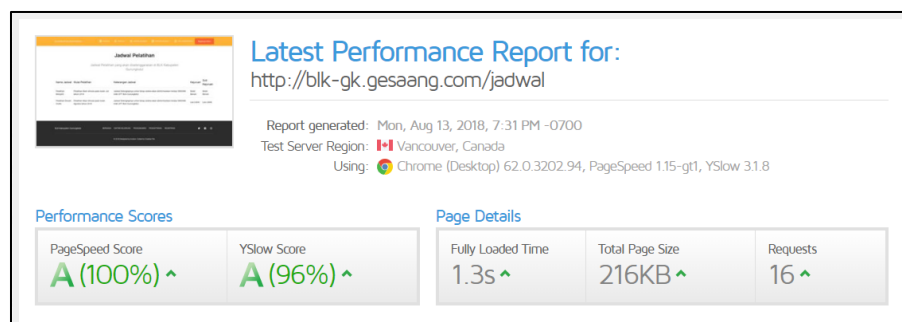 Jadwal Pelatihan
Latest Performance Report for:
http://blk-gk.gesaang.com/jadwal
Report generated: Mon, Aug 13, 2018, 7:31 PM -0700
Test Server Region: Vancouver, Canada
Using: Chrome (Desktop) 62.0.3202.94, PageSpeed 1.15-gt1, YSlow 3.1.8
Performance Scores
Page Details
PageSpeed Score
YSlow Score
Fully Loaded Time
Total Page Size
Requests
A (100%)
A (96%)
1.3s
216KB
16